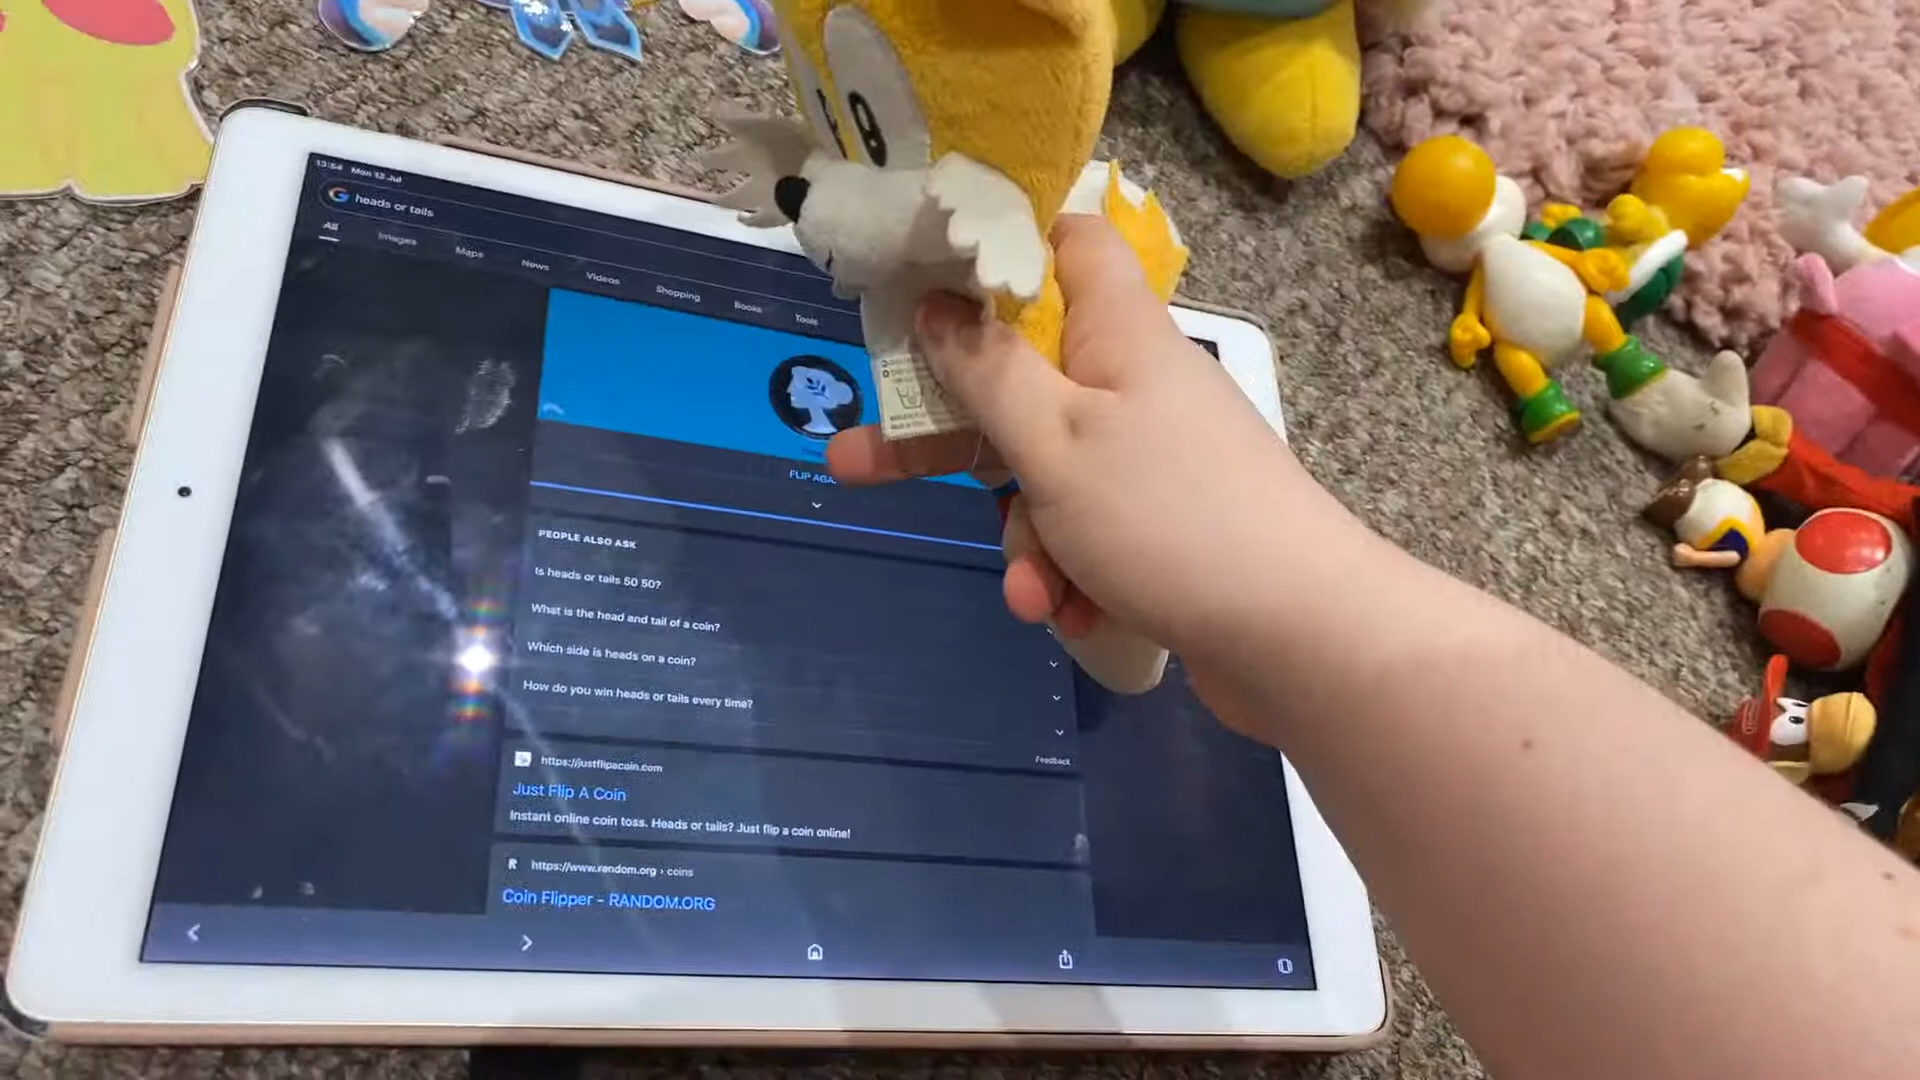 13:54 Mon 13 Jul
heads or tails
All Images Maps News Videos Shopping Books Tools
FLIP AGA
PEOPLE ALSO ASK
Is heads or tails 50 50?
What is the head and tail of a coin?
Which side is heads on a coin?
How do you win heads or tails every time?
Feedback
https://justflipacoin.com
Just Flip A Coin
Instant online coin toss. Heads or tails? Just flip a coin online!
R https://www.random.org › coins
Coin Flipper - RANDOM.ORG